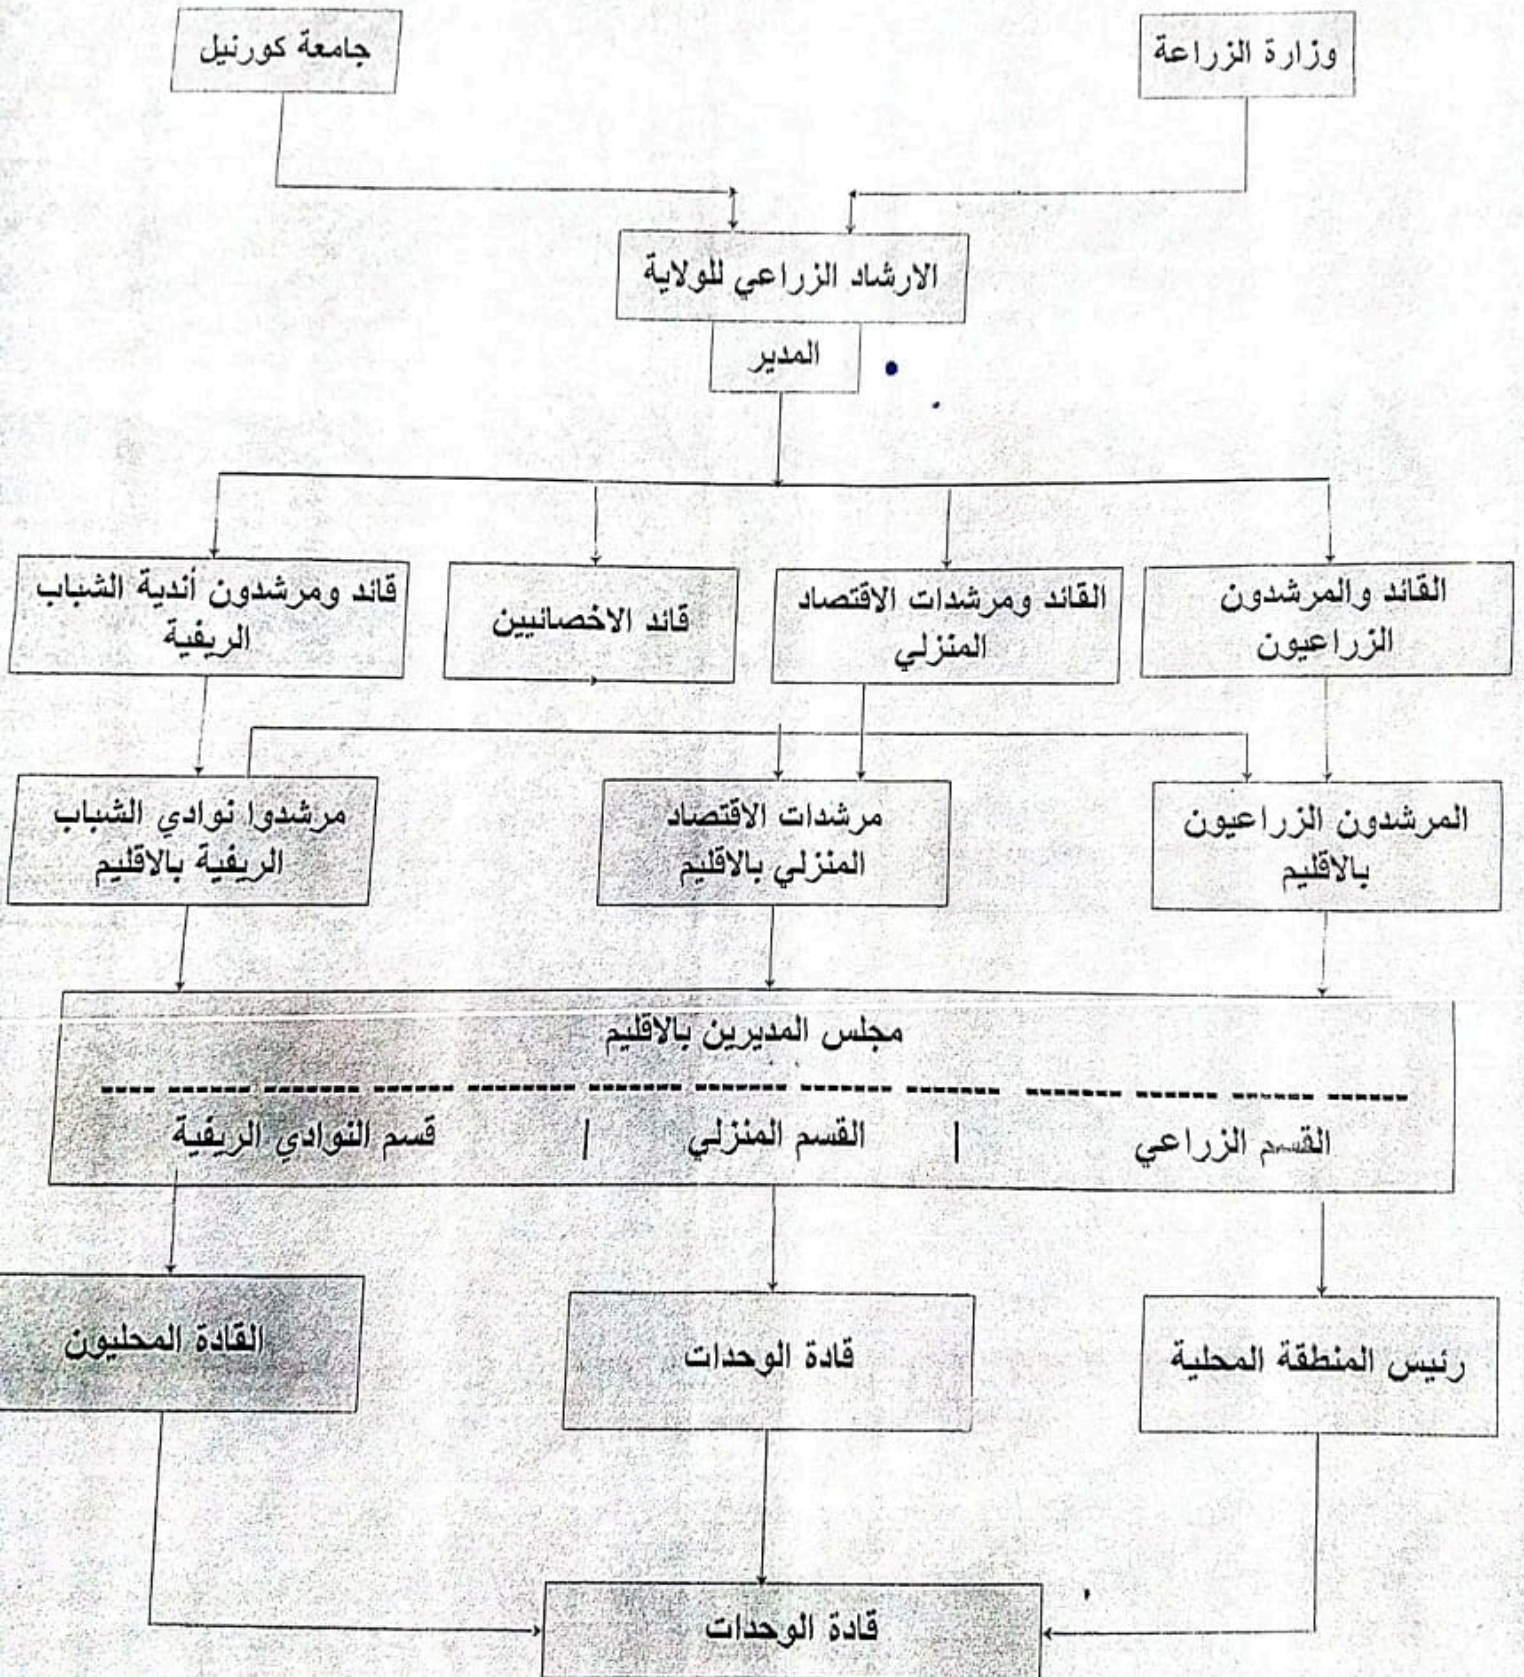 وزارة الزراعة
جامعة كورنيل
الارشاد الزراعي للولاية
المدير
القائد والمرشدون
الزراعيون
القائد ومرشدات الاقتصاد
المنزلي
قائد الاخصائيين
قائد ومرشدون أندية الشباب
الريفية
المرشدون الزراعيون
بالاقليم
مرشدات الاقتصاد
المنزلي بالاقليم
مرشدوا نوادي الشباب
الريفية بالاقليم
مجلس المديرين بالاقليم
القسم الزراعي | القسم المنزلي | قسم النوادي الريفية
رئيس المنطقة المحلية
قادة الوحدات
القادة المحليون
قادة الوحدات